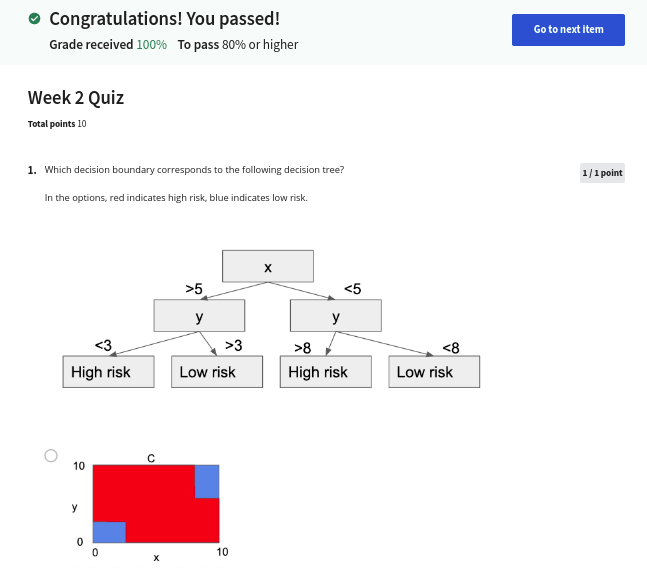 Congratulations! You passed!
Go to next item
Grade received 100% To pass 80% or higher
Week 2 Quiz
Total points 10
1. Which decision boundary corresponds to the following decision tree?
1 / 1 point
In the options, red indicates high risk, blue indicates low risk.
x
>5 <5
y y
<3 >3 >8 <8
High risk Low risk High risk Low risk
C
10
y
0
0 10
x